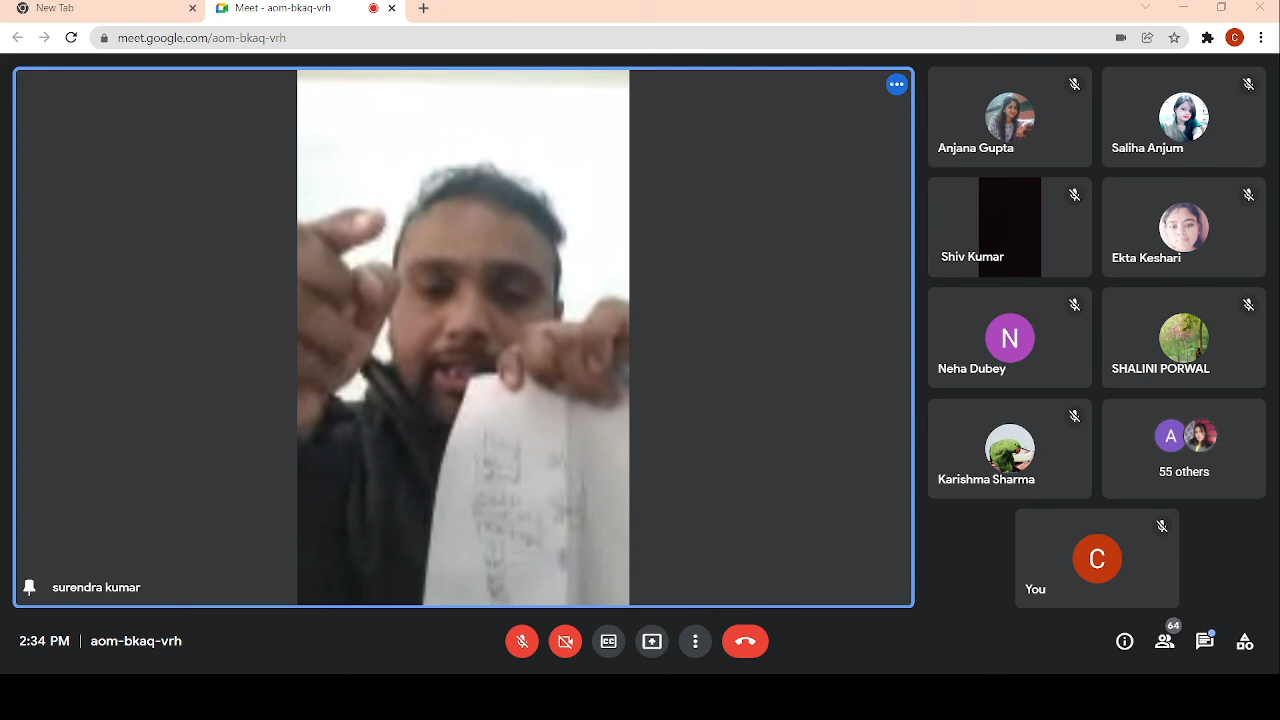 New Tab
Meet - aom-bkaq-vrh
meet.google.com/aom-bkaq-vrh
C
Anjana Gupta
Saliha Anjum
Shiv Kumar
Ekta Keshari
N
Neha Dubey
SHALINI PORWAL
Karishma Sharma
A
55 others
C
You
surendra kumar
2:34 PM | aom-bkaq-vrh
CC
64